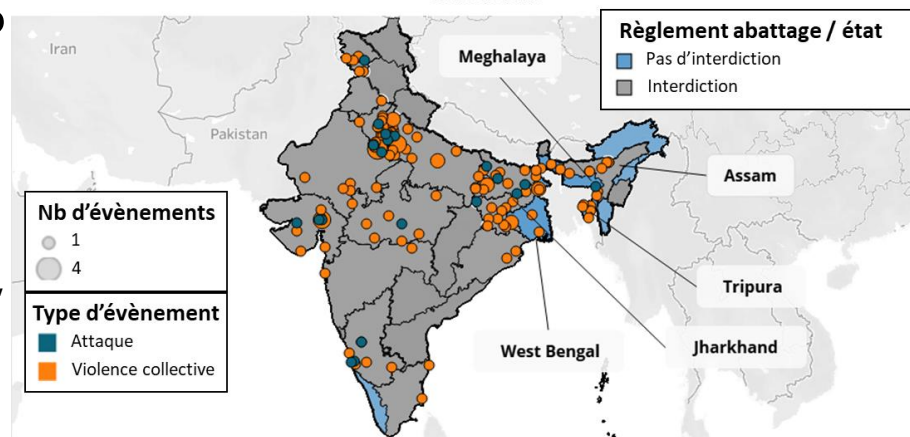 Règlement abattage / état
Pas d'interdiction
Interdiction
Iran
Meghalaya
Pakistan
Assam
Nb d'évènements
1
4
Tripura
Type d'évènement
Attaque
Violence collective
West Bengal
Jharkhand